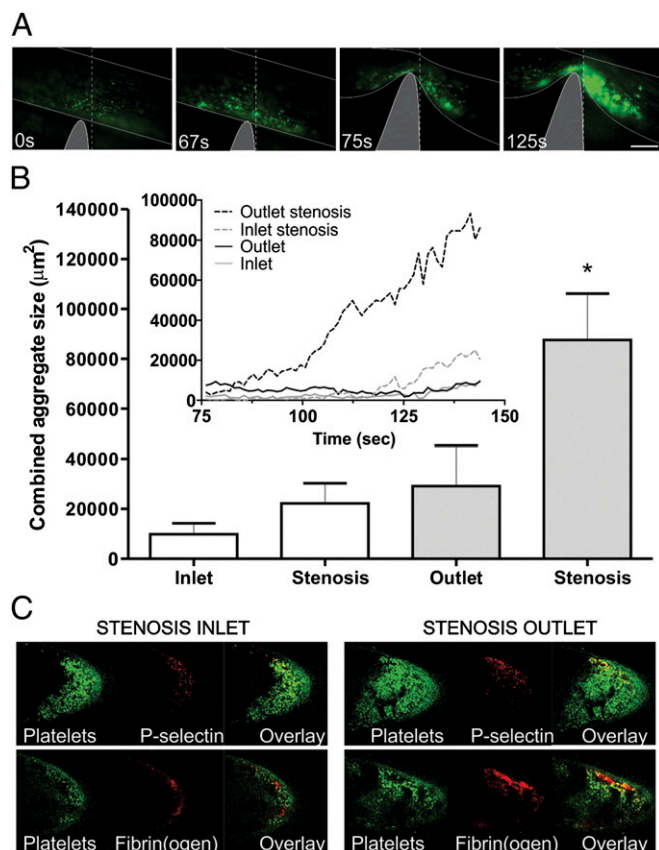 A
0s 67s 75s 125s
B
Combined aggregate size (µm²)
140000
120000
100000
80000
60000
40000
20000
0
100000
80000
60000
40000
20000
0
Outlet stenosis
Inlet stenosis
Outlet
Inlet
75 100 125 150
Time (sec)
*
Inlet Stenosis Outlet Stenosis
C
STENOSIS INLET STENOSIS OUTLET
Platelets P-selectin Overlay Platelets P-selectin Overlay
Platelets Fibrin(ogen) Overlay Platelets Fibrin(ogen) Overlay